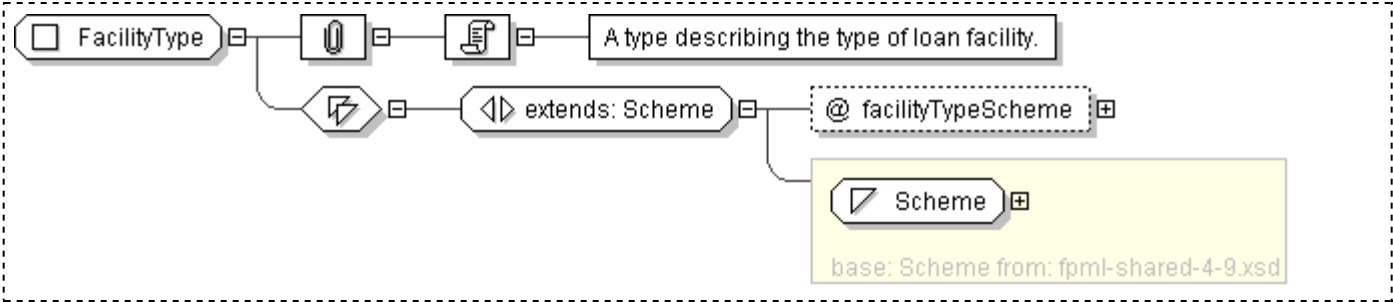 FacilityType
A type describing the type of loan facility.
extends: Scheme
@ facilityTypeScheme
Scheme
base: Scheme from: fpml-shared-4-9.xsd